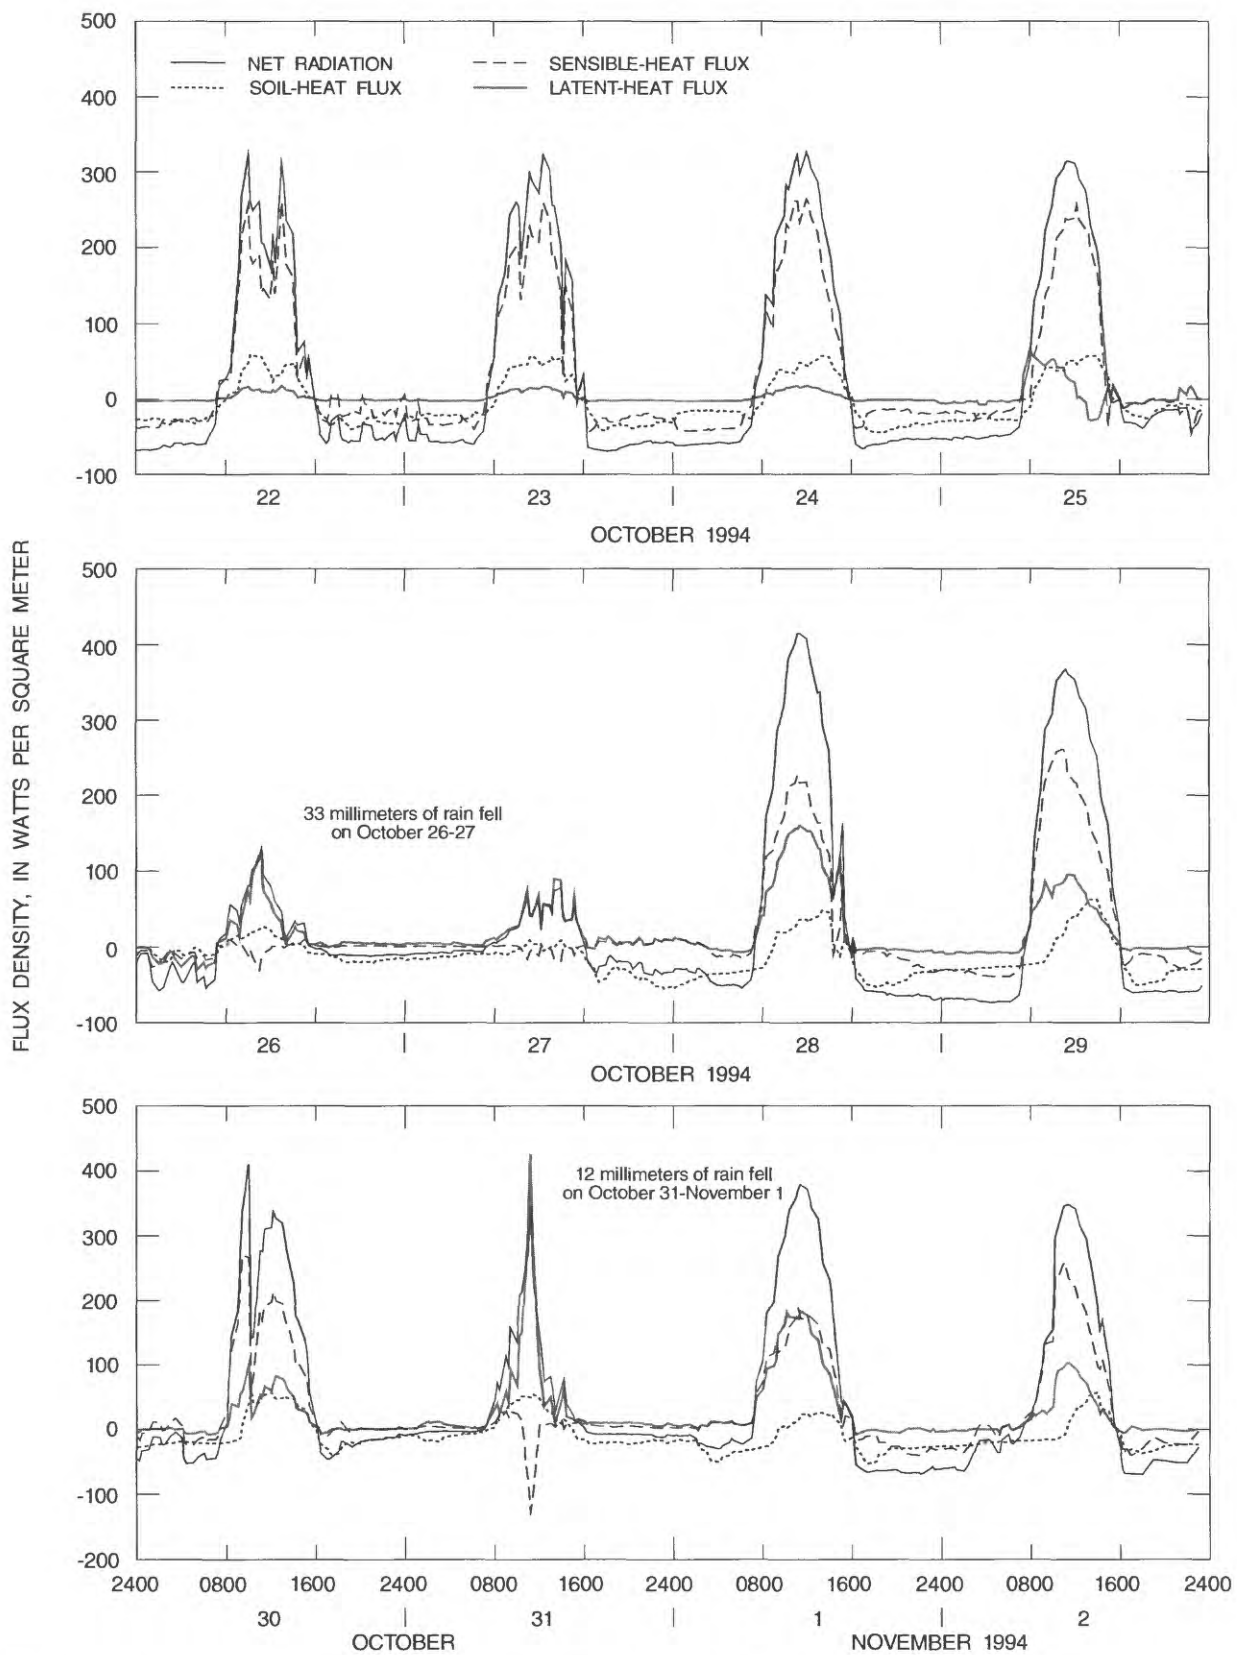 FLUX DENSITY, IN WATTS PER SQUARE METER
500
400
300
200
100
0
-100
NET RADIATION
SENSIBLE-HEAT FLUX
SOIL-HEAT FLUX
LATENT-HEAT FLUX
22 23 24 25
OCTOBER 1994
500
400
300
200
100
0
-100
33 millimeters of rain fell
on October 26-27
26 27 28 29
OCTOBER 1994
500
400
300
200
100
0
-100
-200
12 millimeters of rain fell
on October 31-November 1
2400 0800 1600 2400 0800 1600 2400 0800 1600 2400 0800 1600 2400
30 31 1 2
OCTOBER NOVEMBER 1994